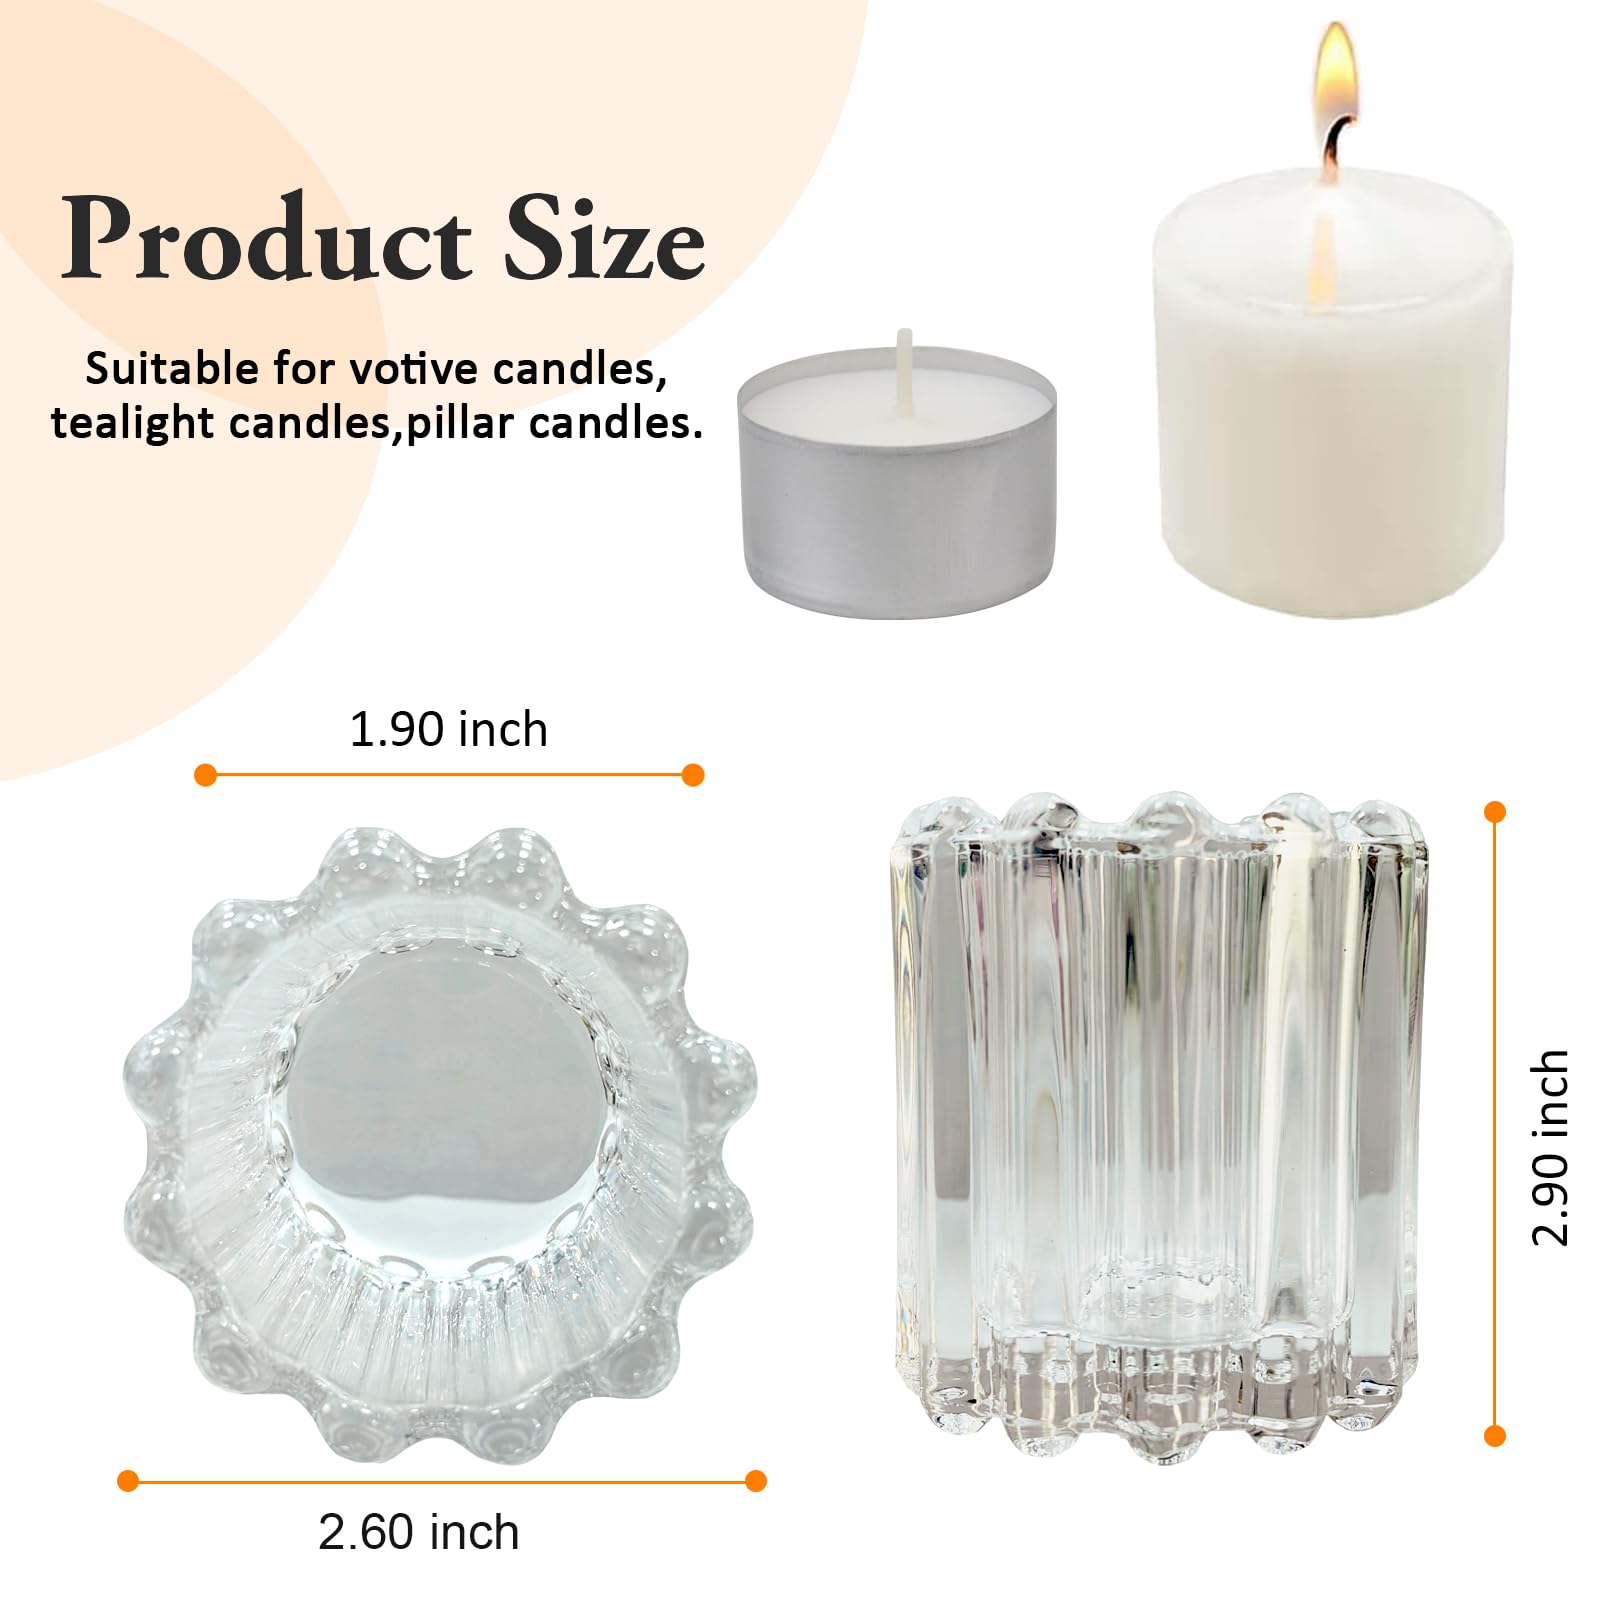 Product Size
Suitable for votive candles,
tealight candles,pillar candles.
1.90 inch
2.90 inch
2.60 inch